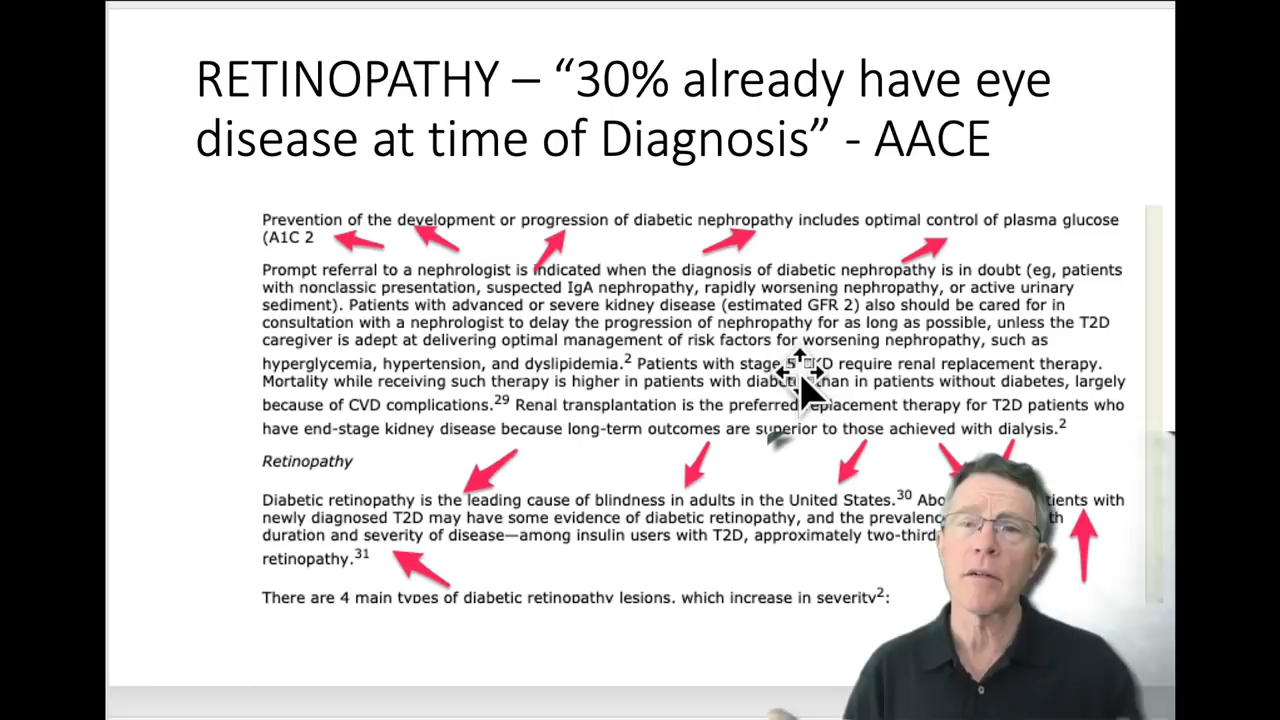 RETINOPATHY – “30% already have eye
disease at time of Diagnosis” - AACE
Prevention of the development or progression of diabetic nephropathy includes optimal control of plasma glucose
(A1C 2
Prompt referral to a nephrologist is indicated when the diagnosis of diabetic nephropathy is in doubt (eg, patients
with nonclassic presentation, suspected IgA nephropathy, rapidly worsening nephropathy, or active urinary
sediment). Patients with advanced or severe kidney disease (estimated GFR 2) also should be cared for in
consultation with a nephrologist to delay the progression of nephropathy for as long as possible, unless the T2D
caregiver is adept at delivering optimal management of risk factors for worsening nephropathy, such as
hyperglycemia, hypertension, and dyslipidemia.2 Patients with stage 5 CKD require renal replacement therapy.
Mortality while receiving such therapy is higher in patients with diabetes than in patients without diabetes, largely
because of CVD complications.29 Renal transplantation is the preferred replacement therapy for T2D patients who
have end-stage kidney disease because long-term outcomes are superior to those achieved with dialysis.2
Retinopathy
Diabetic retinopathy is the leading cause of blindness in adults in the United States.30 with
newly diagnosed T2D may have some evidence of diabetic retinopathy, and the
duration and severity of disease—among insulin users with T2D, approximately
retinopathy.31
There are 4 main types of diabetic retinopathy lesions, which increase in severity2: